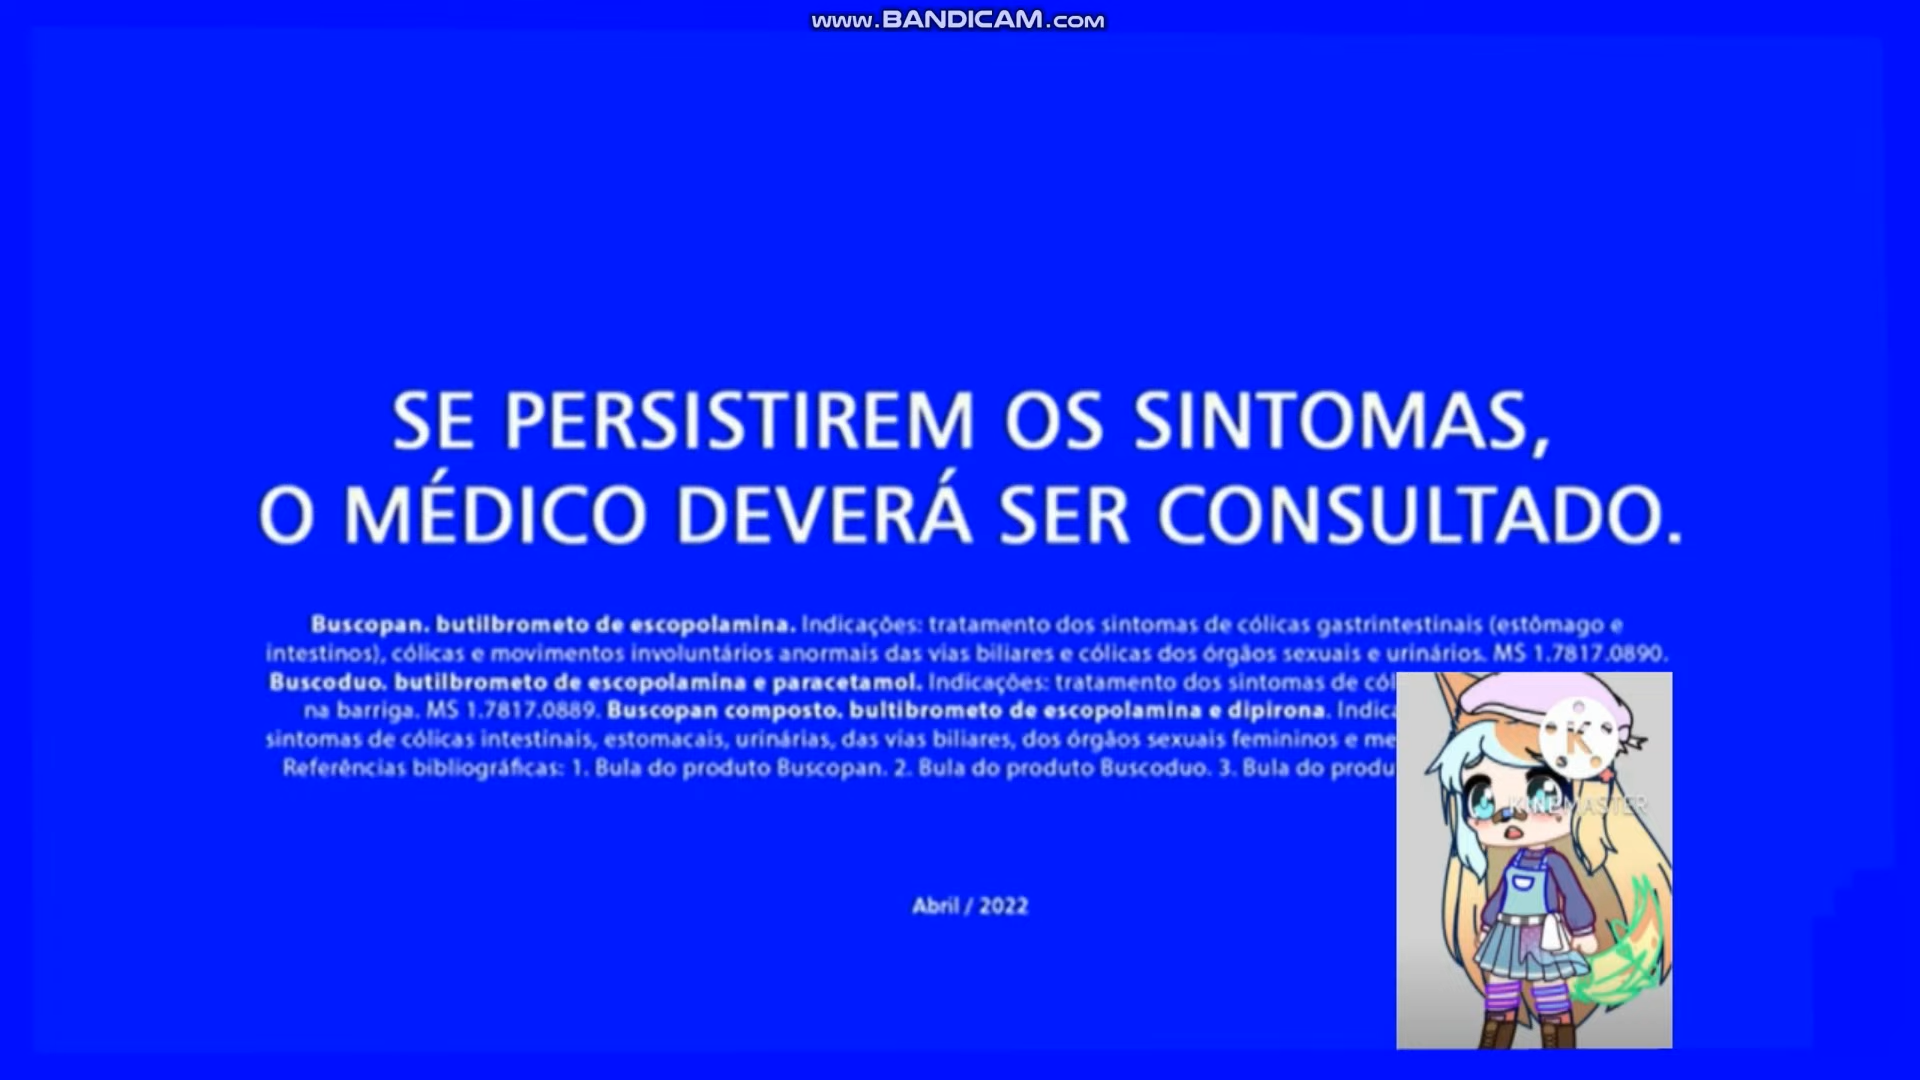 www.BANDICAM.com
SE PERSISTIREM OS SINTOMAS,
O MÉDICO DEVERÁ SER CONSULTADO.
Buscopan. butilbrometo de escopolamina. Indicações: tratamento dos sintomas de cólicas gastrintestinais (estômago e
intestinos), cólicas e movimentos involuntários anormais das vias biliares e cólicas dos órgãos sexuais e urinários. MS 1.7817.0890.
Buscoduo. butilbrometo de escopolamina e paracetamol. Indicações: tratamento dos sintomas de cól
na barriga. MS 1.7817.0889. Buscopan composto. bultibrometo de escopolamina e dipirona. Indica
sintomas de cólicas intestinais, estomacais, urinárias, das vias biliares, dos órgãos sexuais femininos e me
Referências bibliográficas: 1. Bula do produto Buscopan. 2. Bula do produto Buscoduo. 3. Bula do produ
K
KINEMASTER
Abril / 2022